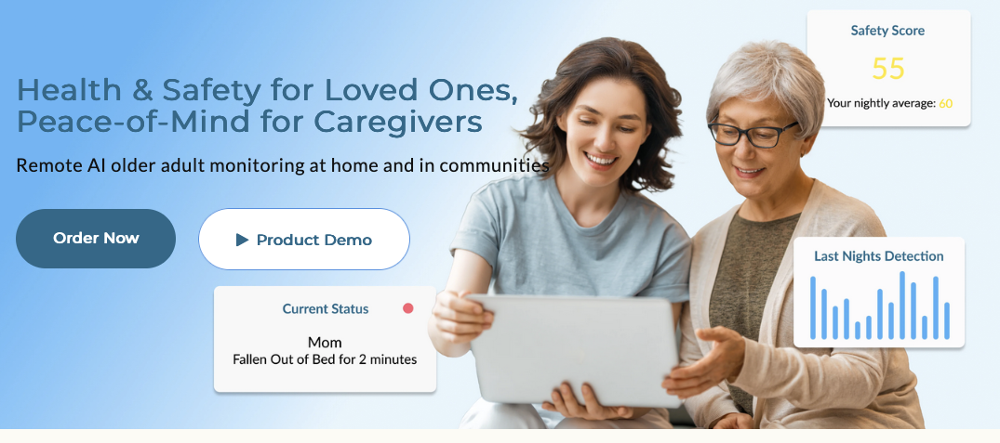 Health & Safety for Loved Ones,
Peace-of-Mind for Caregivers
Remote AI older adult monitoring at home and in communities
Order Now
Product Demo
Current Status
Mom
Fallen Out of Bed for 2 minutes
Safety Score
55
Your nightly average: 60
Last Nights Detection